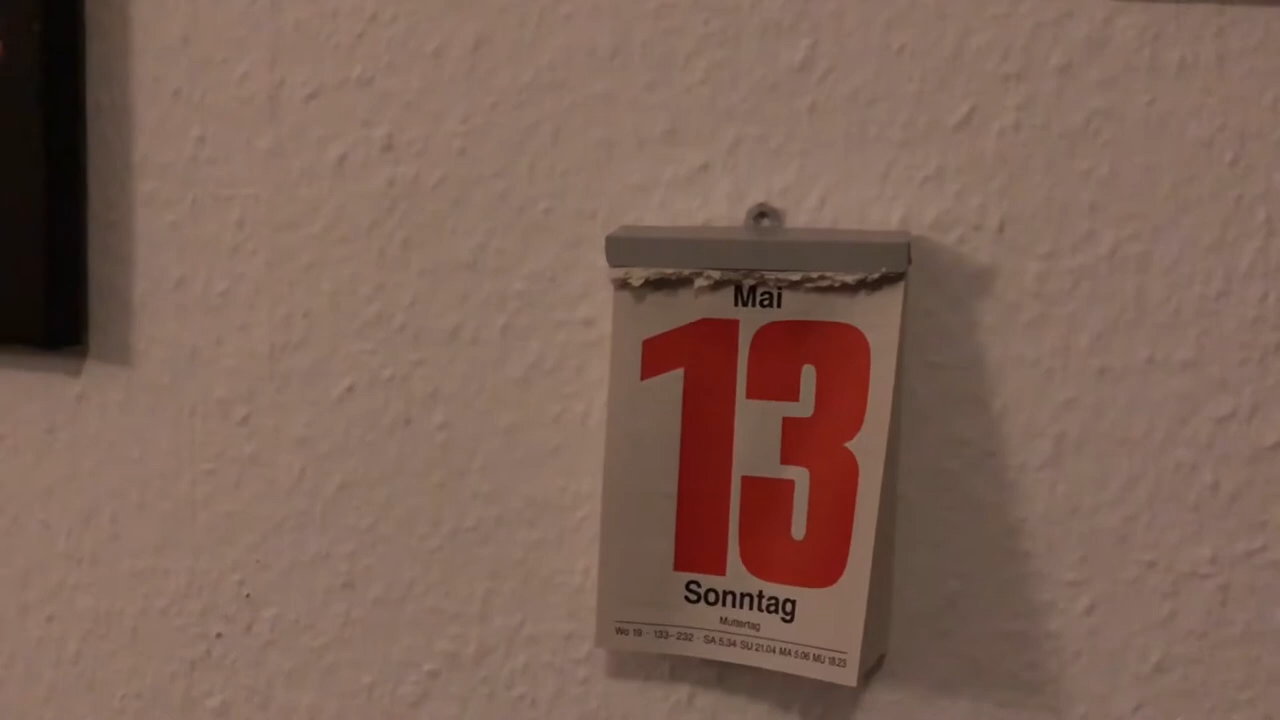 Mai
13
Sonntag
Muttertag
Wo 19 · 133–232 · SA 5.34 SU 21.04 MA 5.06 MU 18.23